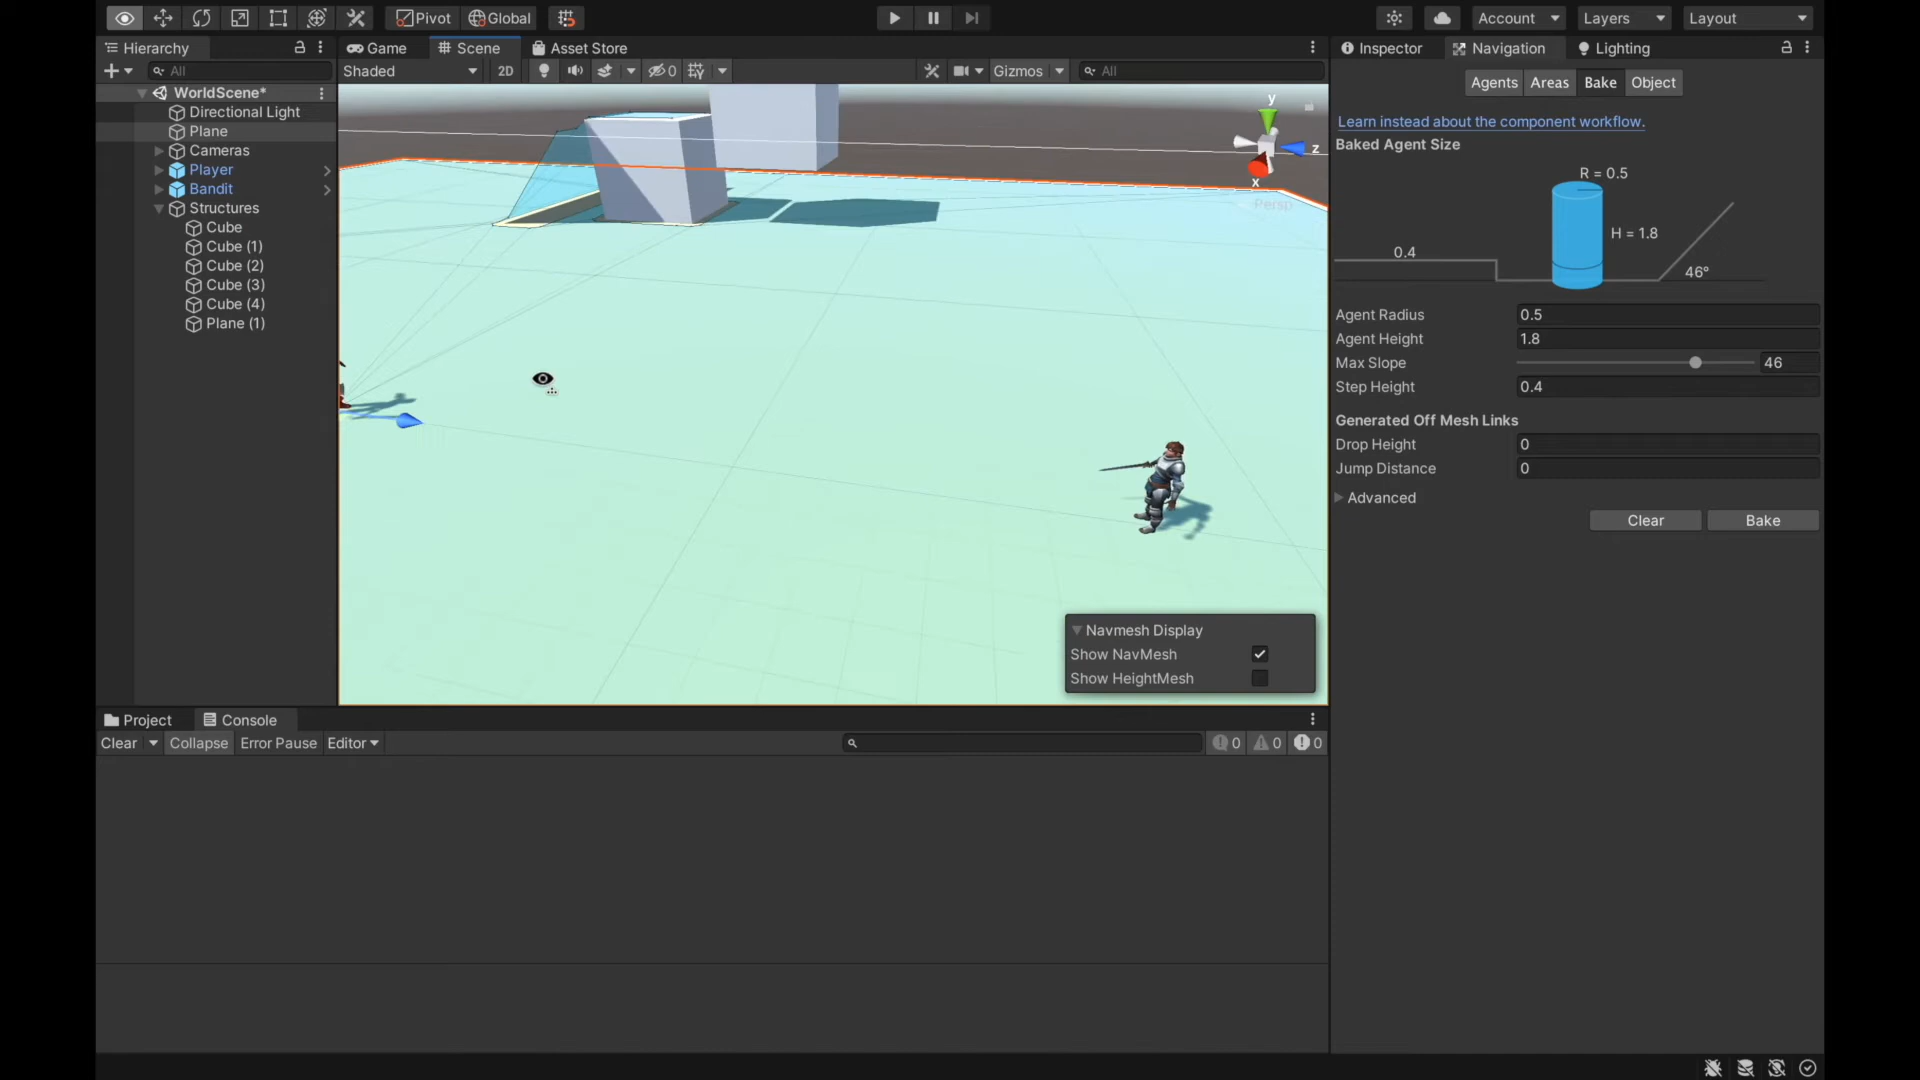 Pivot Global Account Layers Layout
Hierarchy Game Scene Asset Store Inspector Navigation Lighting
All Shaded 2D 0 Gizmos All
WorldScene*
Directional Light
Plane
Cameras
Player
Bandit
Structures
Cube
Cube (1)
Cube (2)
Cube (3)
Cube (4)
Plane (1)
y
z
x
Persp
Navmesh Display
Show NavMesh
Show HeightMesh
Agents Areas Bake Object
Learn instead about the component workflow.
Baked Agent Size
R = 0.5
H = 1.8
0.4
46°
Agent Radius 0.5
Agent Height 1.8
Max Slope 46
Step Height 0.4
Generated Off Mesh Links
Drop Height 0
Jump Distance 0
Advanced
Clear Bake
Project Console
Clear Collapse Error Pause Editor 0 0 0